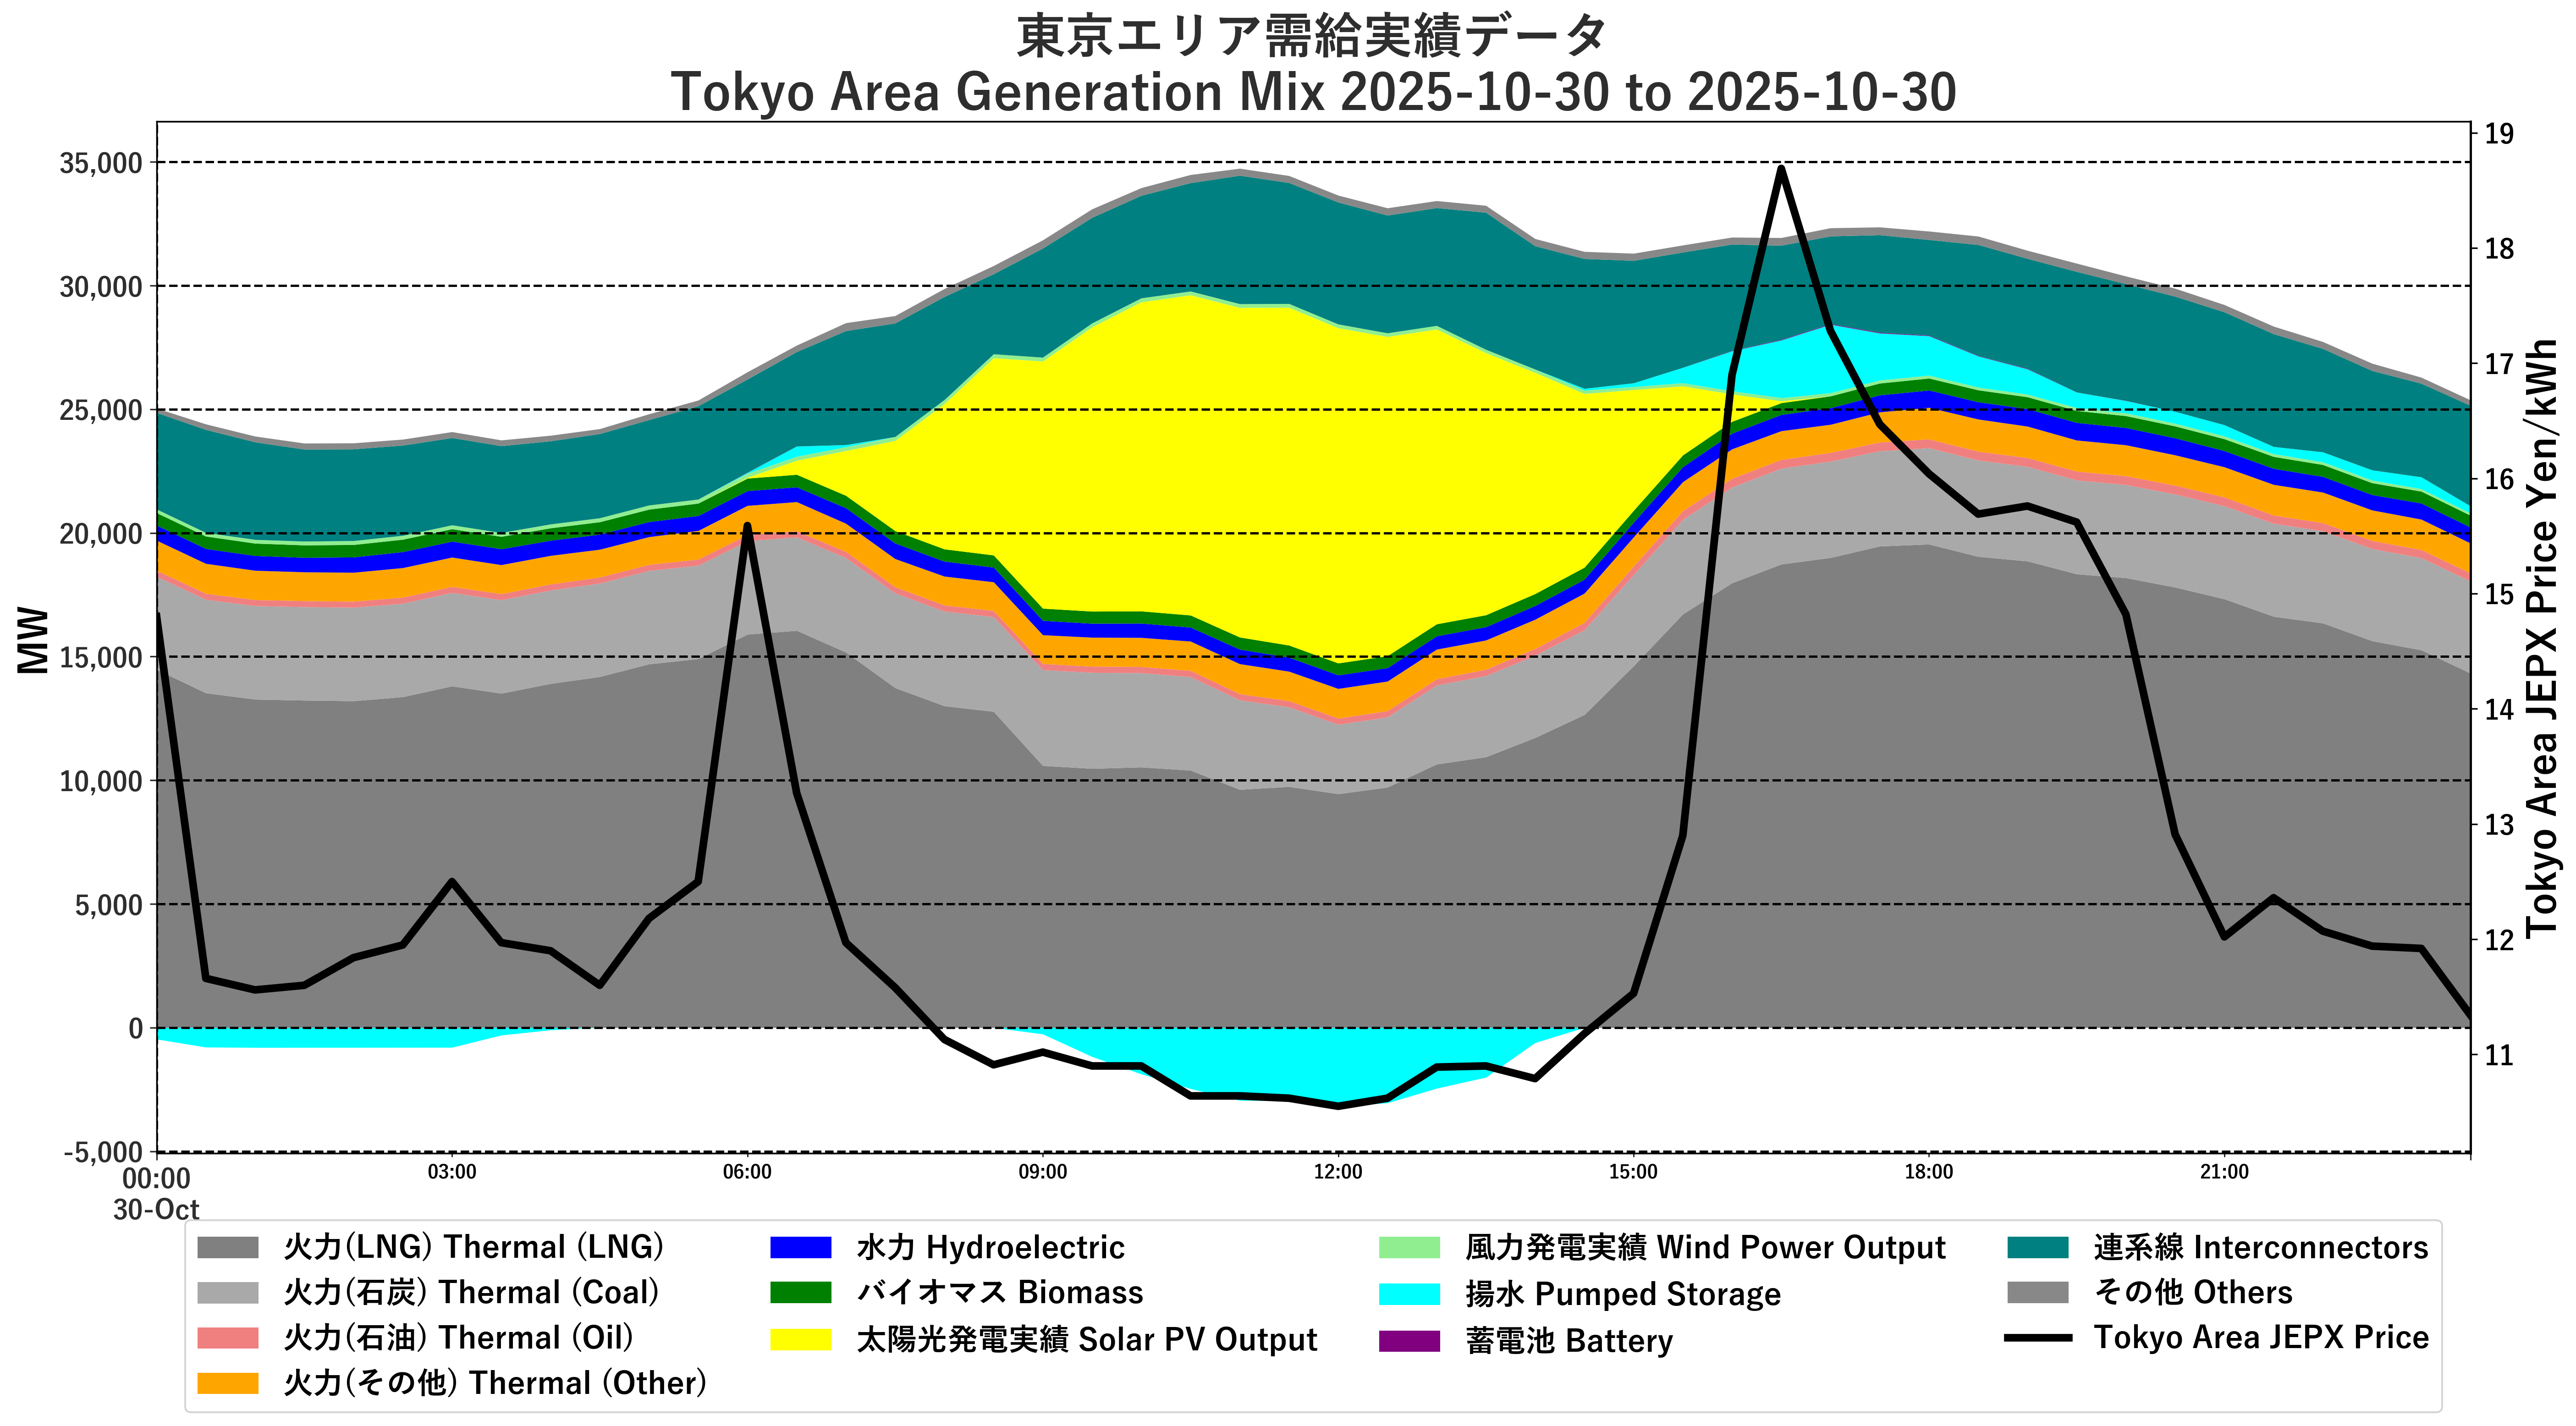 東京エリア需給実績データ
Tokyo Area Generation Mix 2025-10-30 to 2025-10-30
MW
35,000
30,000
25,000
20,000
15,000
10,000
5,000
0
-5,000
19
18
17
16
15
14
13
12
11
Tokyo Area JEPX Price Yen/kWh
00:00
30-Oct
03:00
06:00
09:00
12:00
15:00
18:00
21:00
火力(LNG) Thermal (LNG)
火力(石炭) Thermal (Coal)
火力(石油) Thermal (Oil)
火力(その他) Thermal (Other)
水力 Hydroelectric
バイオマス Biomass
太陽光発電実績 Solar PV Output
風力発電実績 Wind Power Output
揚水 Pumped Storage
蓄電池 Battery
連系線 Interconnectors
その他 Others
Tokyo Area JEPX Price